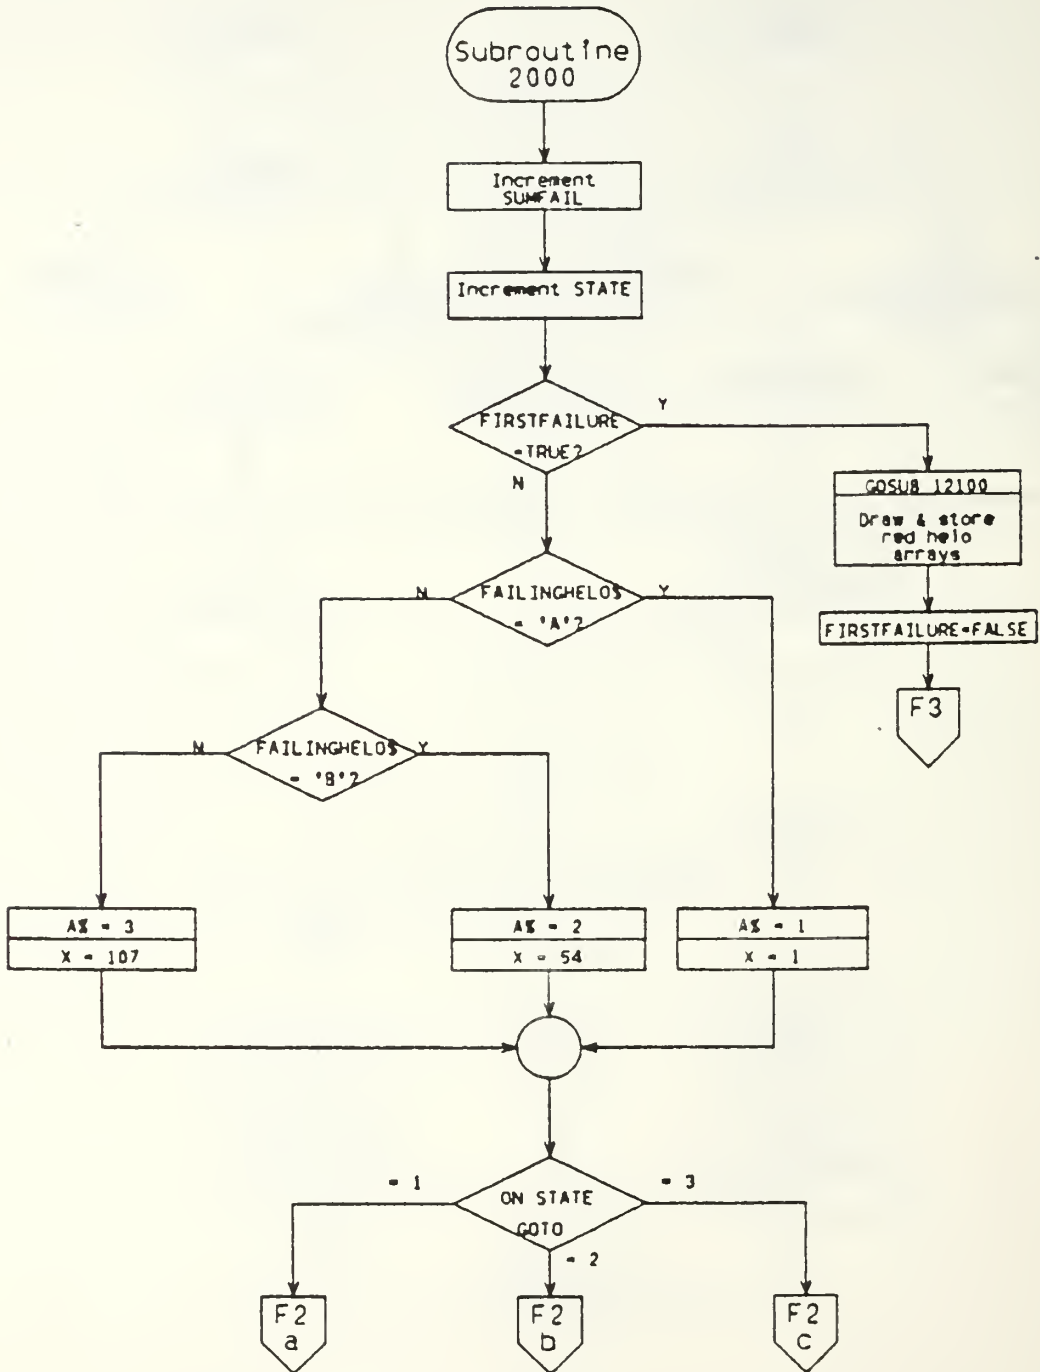 Subroutine
2000
Increment
SUMFAIL
Increment STATE
FIRSTFAILURE
=TRUE?
Y
N
GOSUB 12100
Draw & store
red helo
arrays
FIRSTFAILURE=FALSE
F3
FAILINGHELO$
= 'A'?
N
Y
FAILINGHELO$
= 'B'?
N
Y
A% = 3
X = 107
A% = 2
X = 54
A% = 1
X = 1
ON STATE
GOTO
= 1
= 3
= 2
F2
a
F2
b
F2
c